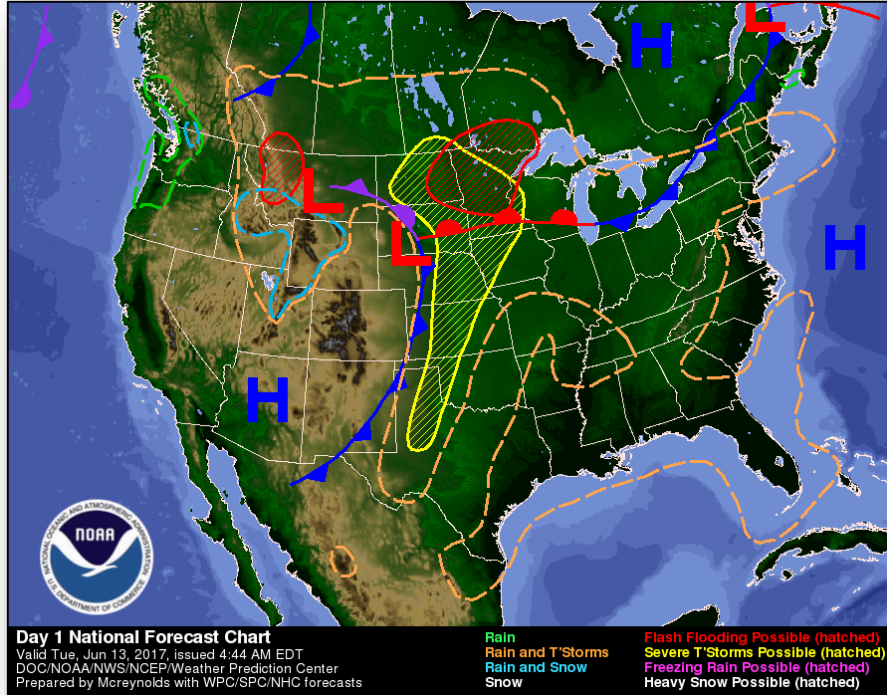 L
H
H
L
L
H
NATIONAL OCEANIC AND ATMOSPHERIC ADMINISTRATION
NOAA
U.S. DEPARTMENT OF COMMERCE
Day 1 National Forecast Chart
Valid Tue, Jun 13, 2017, issued 4:44 AM EDT
DOC/NOAA/NWS/NCEP/Weather Prediction Center
Prepared by Mcreynolds with WPC/SPC/NHC forecasts
Rain
Rain and T'Storms
Rain and Snow
Snow
Flash Flooding Possible (hatched)
Severe T'Storms Possible (hatched)
Freezing Rain Possible (hatched)
Heavy Snow Possible (hatched)